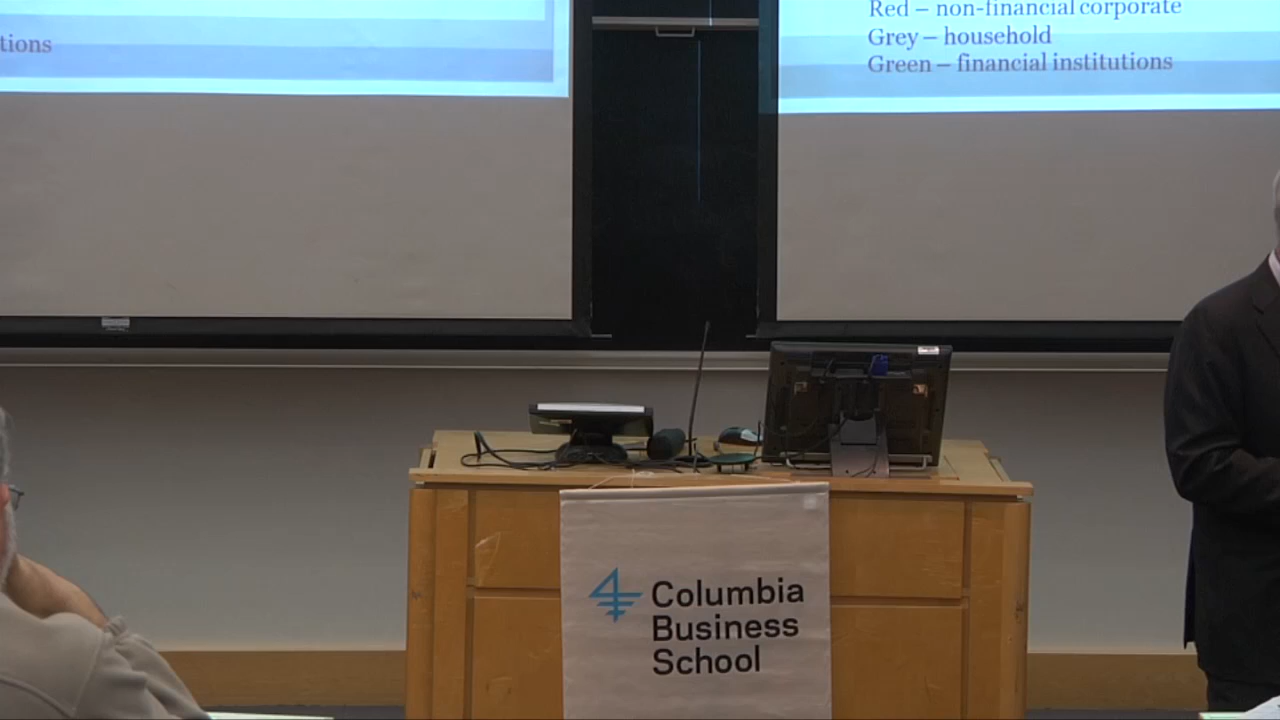 tions
Red – non-financial corporate
Grey – household
Green – financial institutions
Columbia
Business
School